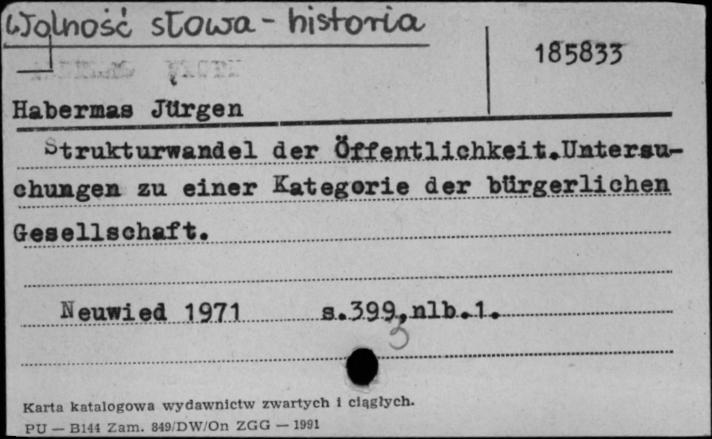 Wolność słowa - historia
185833
Habermas Jürgen
Strukturwandel der Öffentlichkeit.Untersu-
chungen zu einer Kategorie der bürgerlichen
Gesellschaft.
Neuwied 1971 s.399,nlb.1.
3
Karta katalogowa wydawnictw zwartych i ciągłych.
PU — B144 Zam. 849/DW/On ZGG — 1991